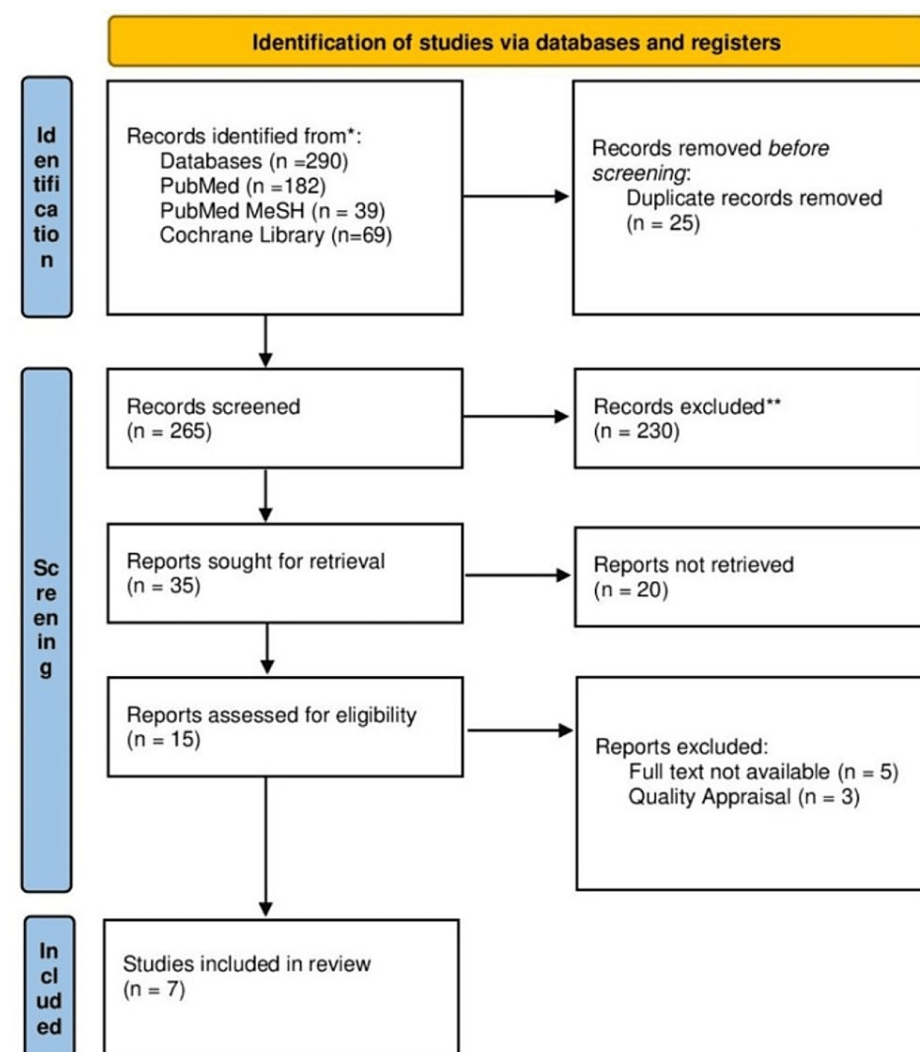 Identification of studies via databases and registers
Id
en
tifi
ca
tio
n
Records identified from*:
Databases (n =290)
PubMed (n =182)
PubMed MeSH (n = 39)
Cochrane Library (n=69)
Records removed before
screening:
Duplicate records removed
(n = 25)
Sc
re
en
in
g
Records screened
(n = 265)
Records excluded**
(n = 230)
Reports sought for retrieval
(n = 35)
Reports not retrieved
(n = 20)
Reports assessed for eligibility
(n = 15)
Reports excluded:
Full text not available (n = 5)
Quality Appraisal (n = 3)
In
cl
ud
ed
Studies included in review
(n = 7)